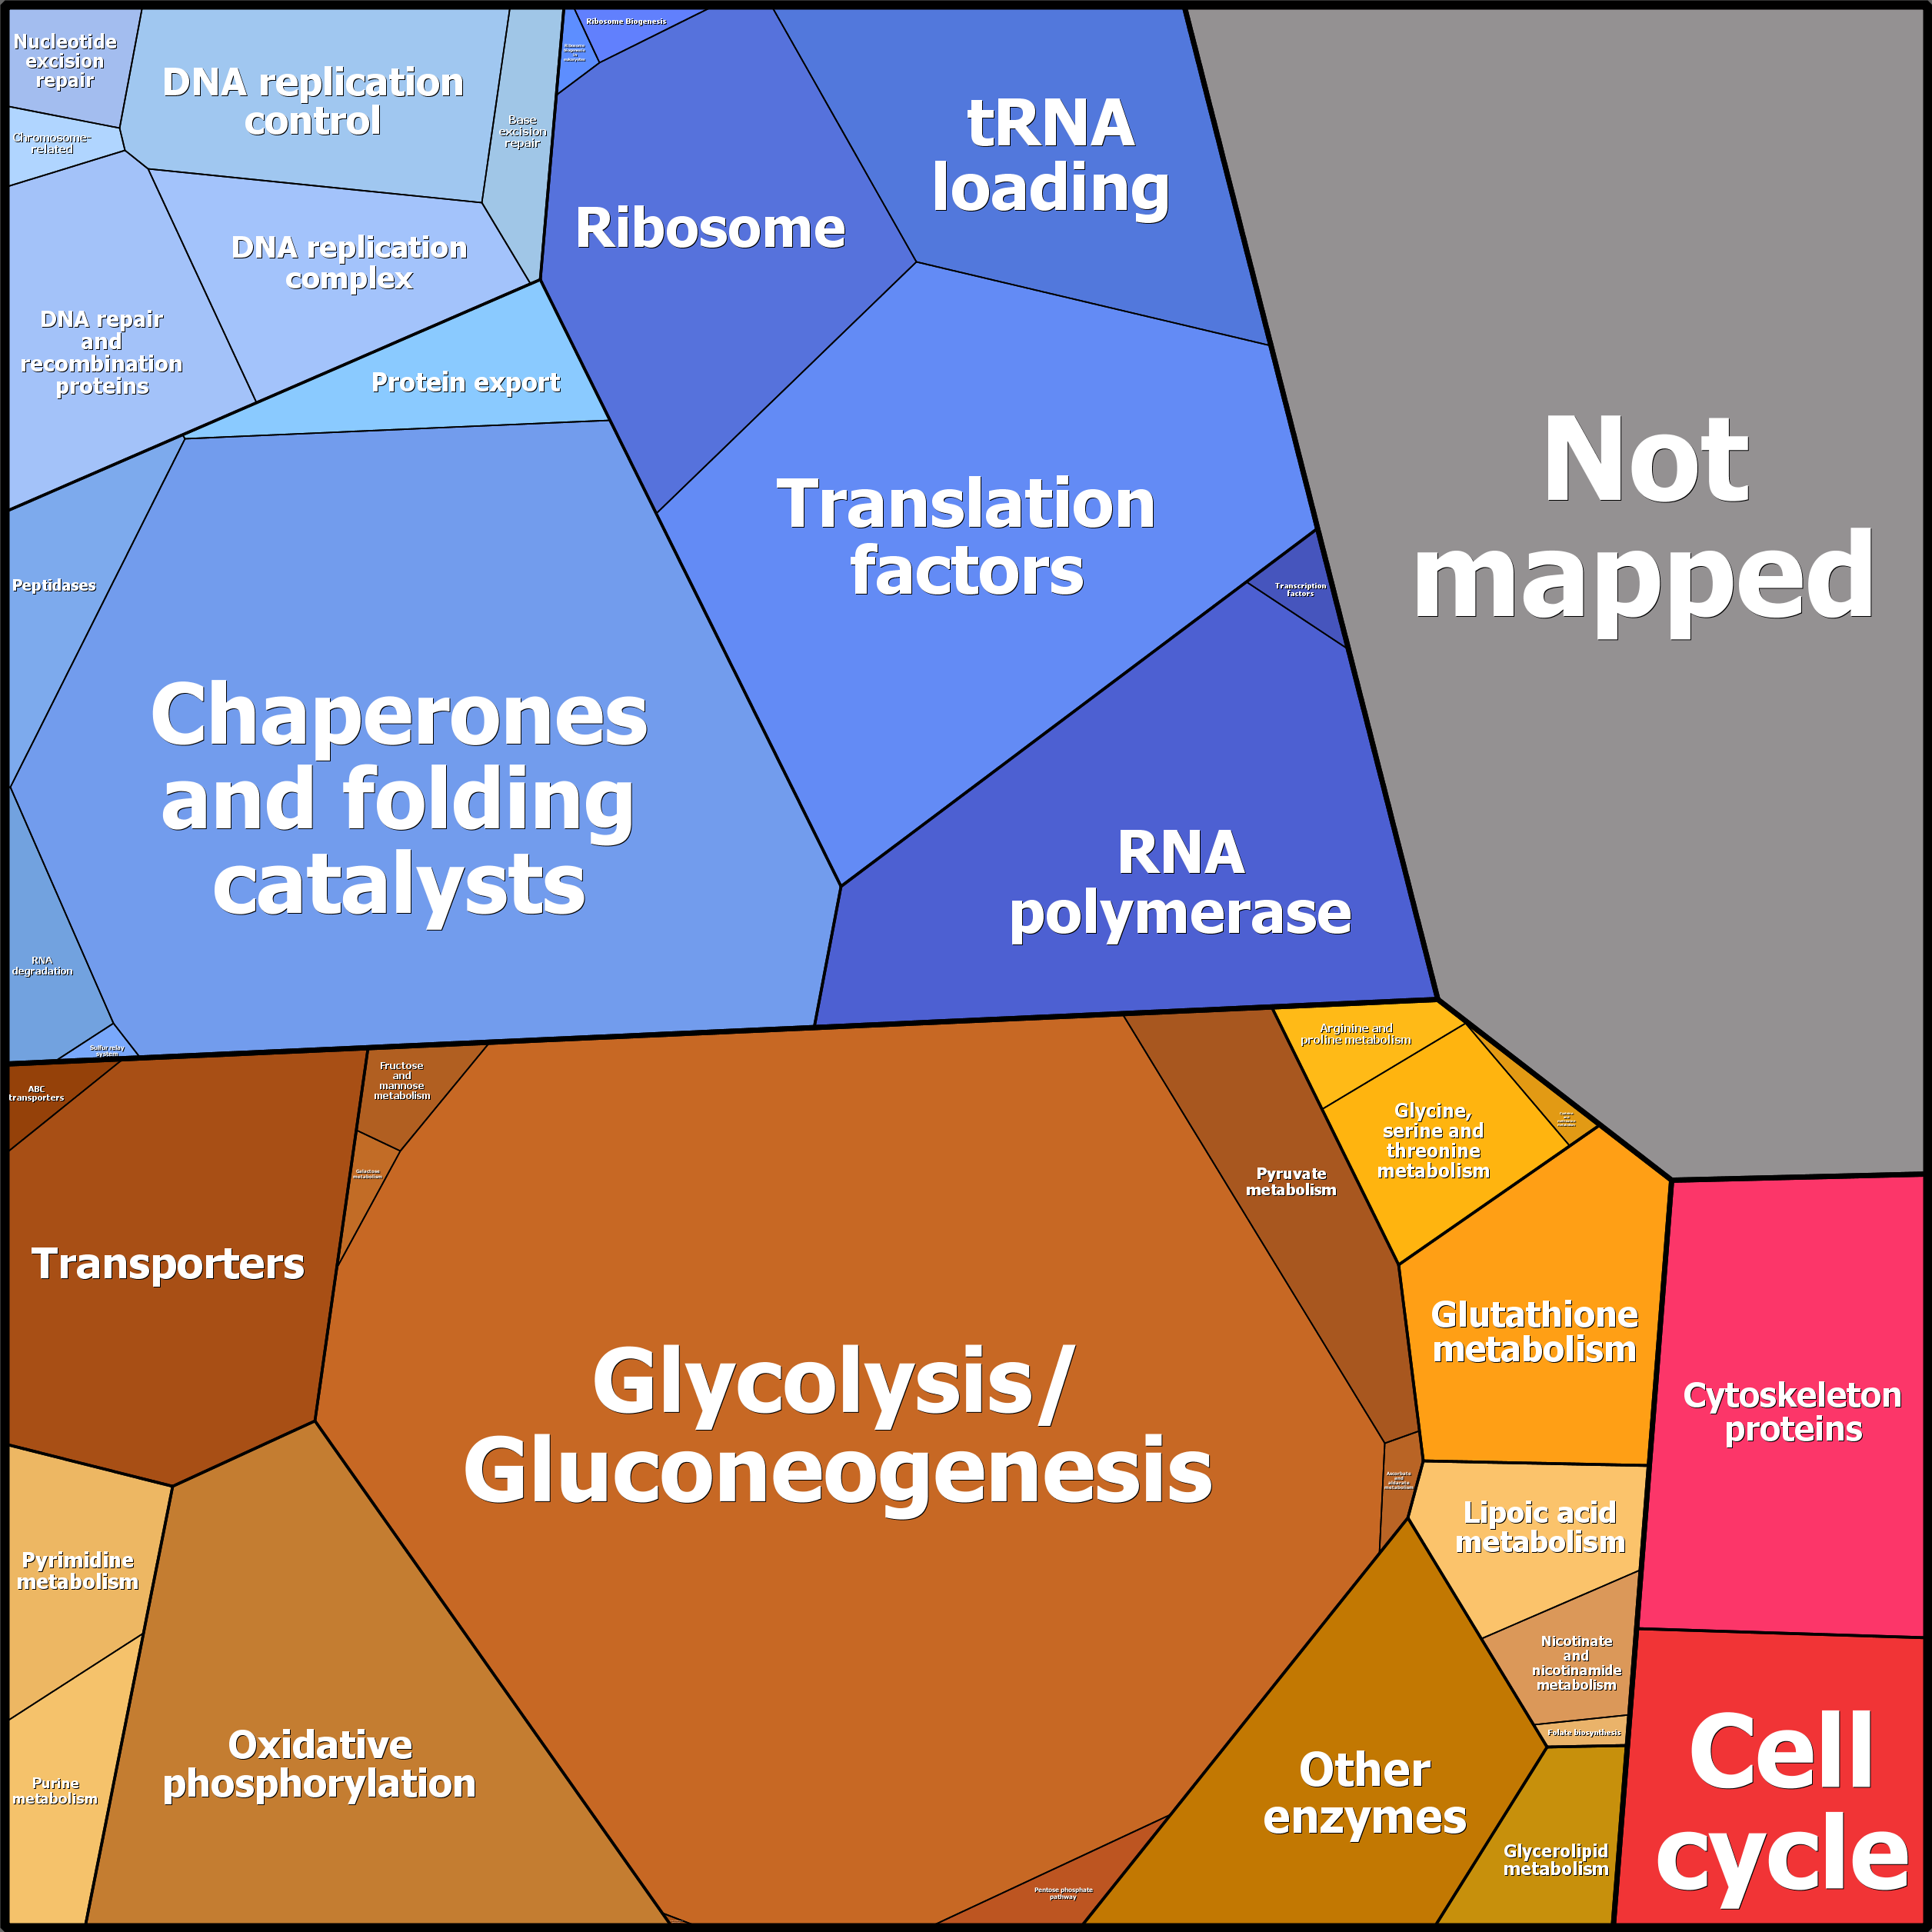 Nucleotide
excision
repair
DNA replication
control
Base
excision
repair
Ribosome Biogenesis
Chromosome-
related
tRNA
loading
Ribosome
DNA replication
complex
DNA repair
and
recombination
proteins
Protein export
Not
mapped
Translation
factors
Transcription
factors
Peptidases
Chaperones
and folding
catalysts
RNA
polymerase
RNA
degradation
Sulfur relay
system
ABC
transporters
Fructose
and
mannose
metabolism
Galactose
metabolism
Arginine and
proline metabolism
Glycine,
serine and
threonine
metabolism
Pyruvate
metabolism
Transporters
Glutathione
metabolism
Glycolysis/
Gluconeogenesis
Cytoskeleton
proteins
Ascorbate
and
aldarate
metabolism
Lipoic acid
metabolism
Pyrimidine
metabolism
Nicotinate
and
nicotinamide
metabolism
Folate biosynthesis
Oxidative
phosphorylation
Purine
metabolism
Other
enzymes
Cell
cycle
Glycerolipid
metabolism
Pentose phosphate
pathway